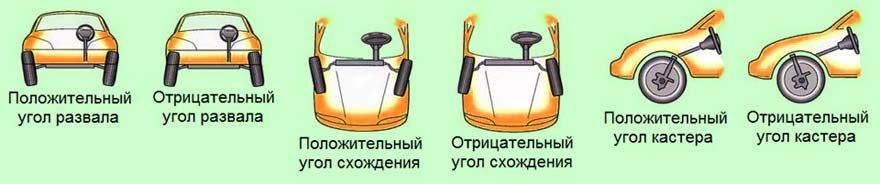 Положительный
угол развала
Отрицательный
угол развала
Положительный
угол схождения
Отрицательный
угол схождения
Положительный
угол кастера
Отрицательный
угол кастера